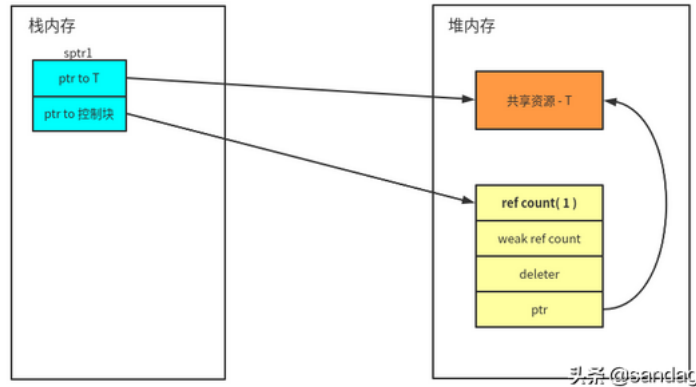 栈内存
堆内存
sptr1
ptr to T
ptr to 控制块
共享资源 - T
ref count( 1 )
weak ref count
deleter
ptr
头条 @sandag